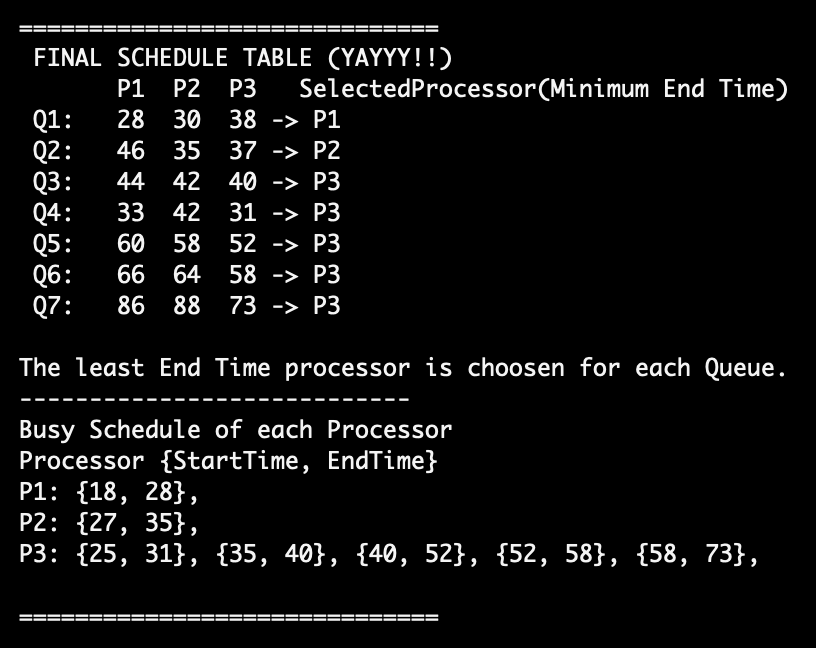 ==============================
FINAL SCHEDULE TABLE (YAYYY!!)
P1 P2 P3 SelectedProcessor(Minimum End Time)
Q1: 28 30 38 -> P1
Q2: 46 35 37 -> P2
Q3: 44 42 40 -> P3
Q4: 33 42 31 -> P3
Q5: 60 58 52 -> P3
Q6: 66 64 58 -> P3
Q7: 86 88 73 -> P3
The least End Time processor is choosen for each Queue.
----------------------------
Busy Schedule of each Processor
Processor {StartTime, EndTime}
P1: {18, 28},
P2: {27, 35},
P3: {25, 31}, {35, 40}, {40, 52}, {52, 58}, {58, 73},
==============================